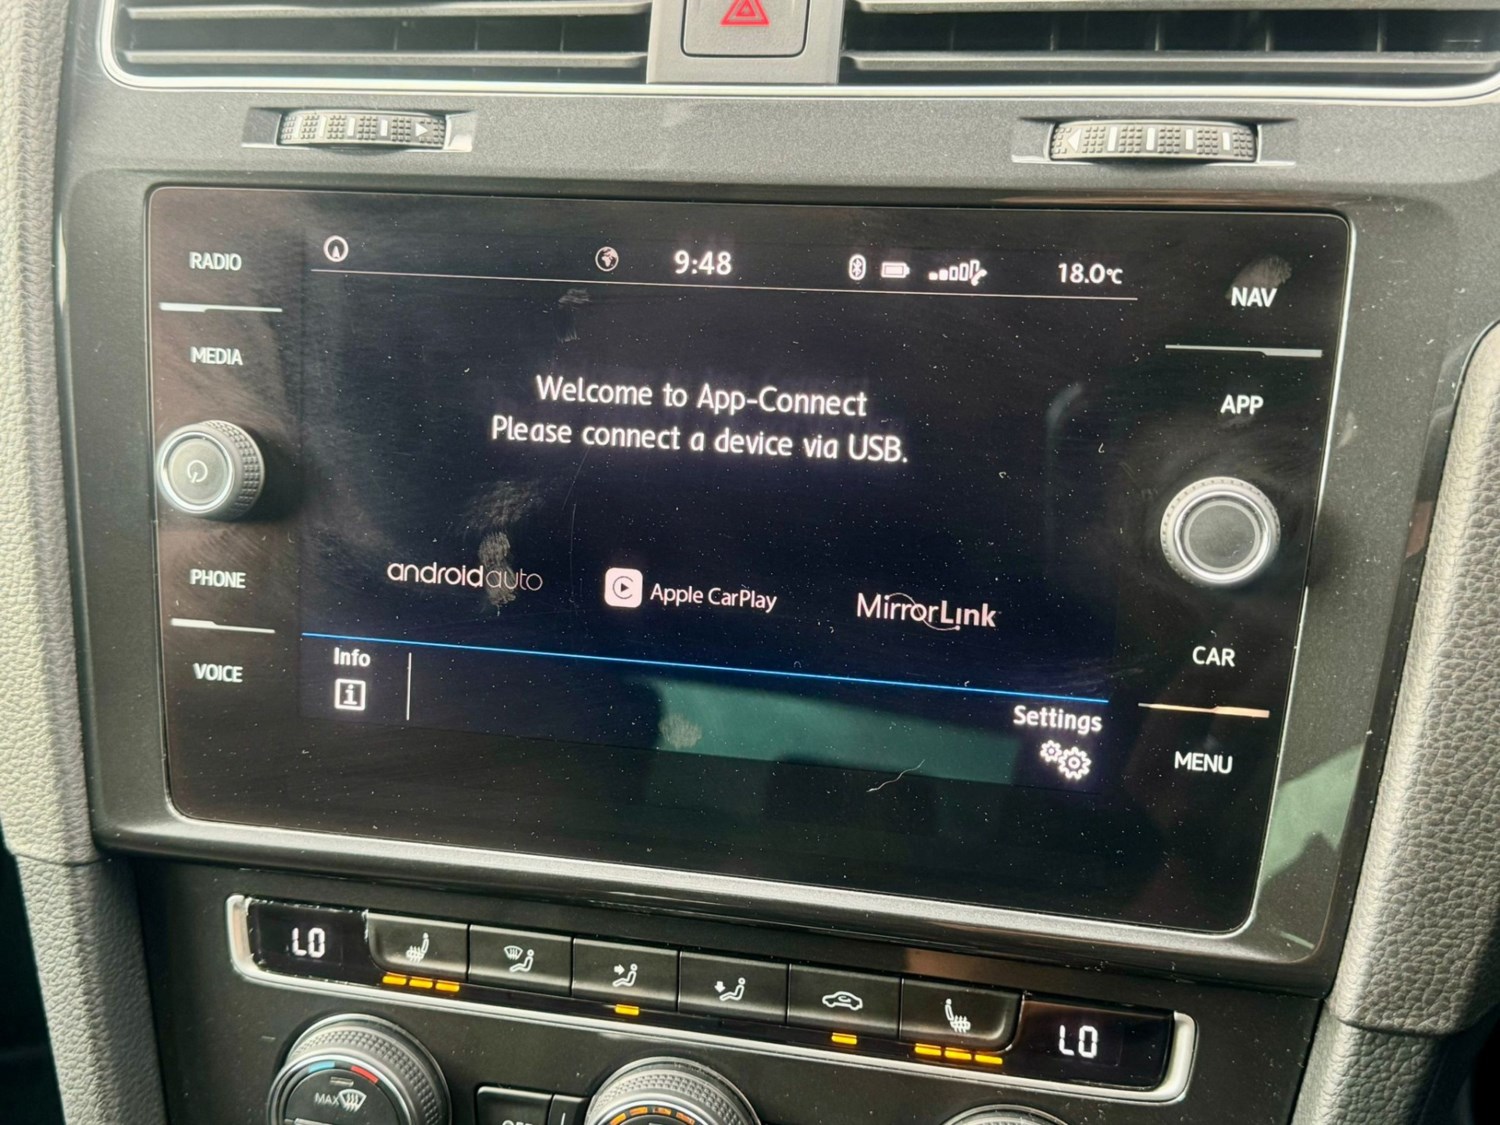 RADIO
MEDIA
PHONE
VOICE
9:48
18.0°C
Welcome to App-Connect
Please connect a device via USB.
androidauto
Apple CarPlay
MirrorLink
Info
i
Settings
NAV
APP
CAR
MENU
LO
LO
MAX